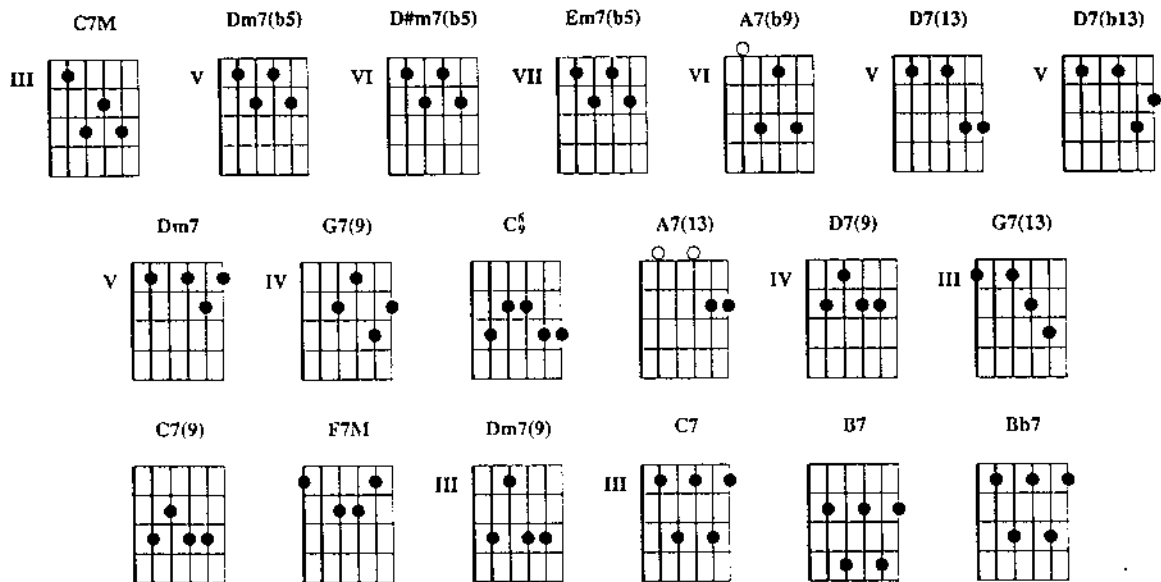 C7M Dm7(b5) D#m7(b5) Em7(b5) A7(b9) D7(13) D7(b13)
III V VI VII VI V V
Dm7 G7(9) C6/9 A7(13) D7(9) G7(13)
V IV IV III
C7(9) F7M Dm7(9) C7 B7 Bb7
III III